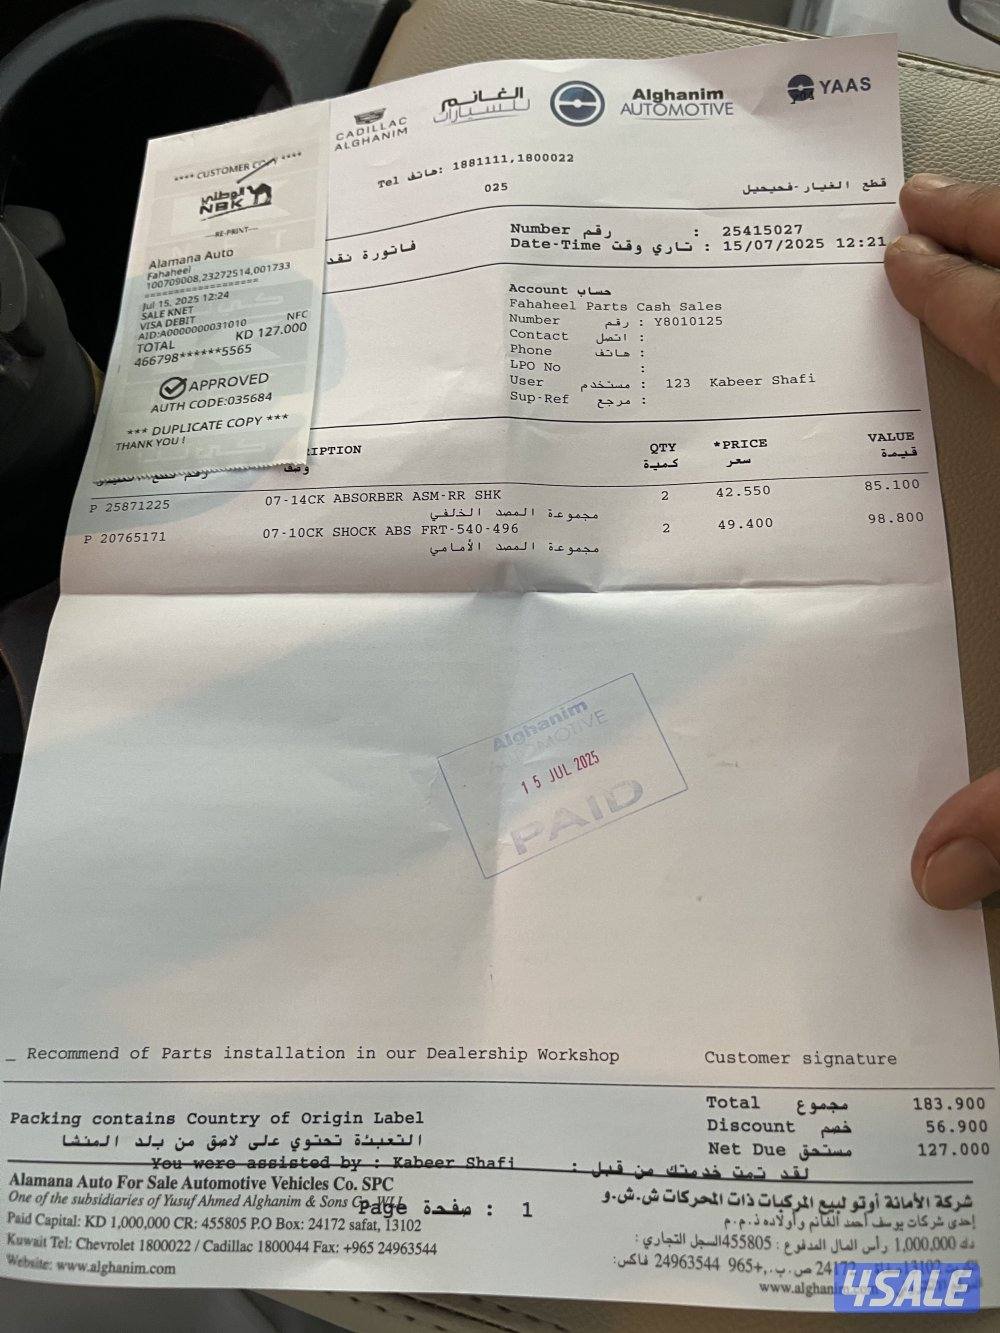 CADILLAC
ALGHANIM
الغانم
للسيارات
Alghanim
AUTOMOTIVE
YAAS
Tel هاتف: 1881111,1800022
025
قطع الغيار-فحيحيل
**** CUSTOMER COPY ****
الوطني
NBK
---RE-PRINT---
Alamana Auto
Fahaheel
100709008,23272514,001733
====================
Jul 15, 2025 12:24
SALE KNET
VISA DEBIT NFC
AID:A0000000031010
TOTAL KD 127.000
466798******5565
APPROVED
AUTH CODE:035684
*** DUPLICATE COPY ***
THANK YOU !
فاتورة نقد
Number رقم : 25415027
Date-Time تاري وقت : 15/07/2025 12:21
Account حساب
Fahaheel Parts Cash Sales
Number رقم : Y8010125
Contact اتصل :
Phone هاتف :
LPO No :
User مستخدم : 123 Kabeer Shafi
Sup-Ref مرجع :
RIPTION QTY *PRICE VALUE
وصف كمية سعر قيمة
P 25871225 07-14CK ABSORBER ASM-RR SHK 2 42.550 85.100
مجموعة المصد الخلفي
P 20765171 07-10CK SHOCK ABS FRT-540-496 2 49.400 98.800
مجموعة المصد الأمامي
Alghanim
AUTOMOTIVE
15 JUL 2025
PAID
_ Recommend of Parts installation in our Dealership Workshop Customer signature
Packing contains Country of Origin Label
التعبئة تحتوي على لاصق من بلد المنشا
Total مجموع 183.900
Discount خصم 56.900
Net Due مستحق 127.000
You were assisted by : Kabeer Shafi لقد تمت خدمتك من قبل :
Page صفحة : 1
Alamana Auto For Sale Automotive Vehicles Co. SPC
One of the subsidiaries of Yusuf Ahmed Alghanim & Sons Co. W.L.L
Paid Capital: KD 1,000,000 CR: 455805 P.O Box: 24172 safat, 13102
Kuwait Tel: Chevrolet 1800022 / Cadillac 1800044 Fax: +965 24963544
Website: www.alghanim.com
شركة الأمانة أوتو لبيع المركبات ذات المحركات ش.ش.و
إحدى شركات يوسف أحمد الغانم وأولاده ذ.م.م
دك 1,000,000 رأس المال المدفوع : 455805 السجل التجاري :
فاكس: 24963544 965+
www.alghanim
4SALE